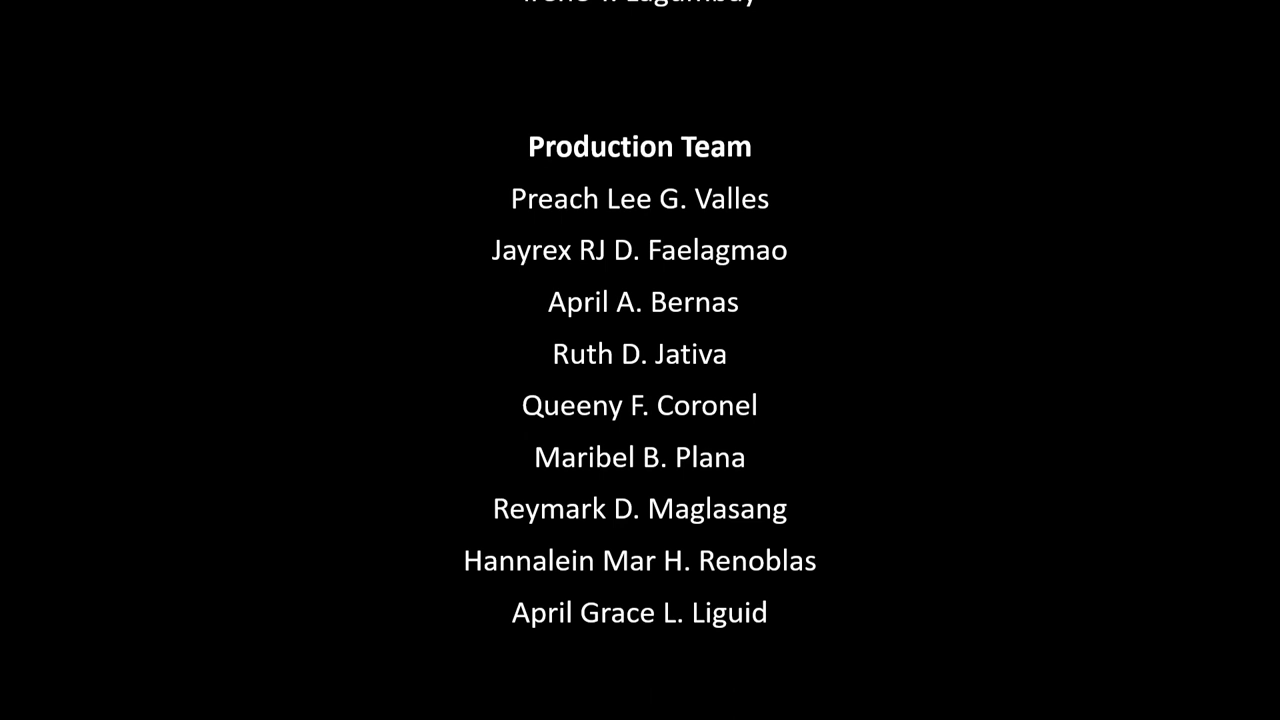 Production Team
Preach Lee G. Valles
Jayrex RJ D. Faelagmao
April A. Bernas
Ruth D. Jativa
Queeny F. Coronel
Maribel B. Plana
Reymark D. Maglasang
Hannalein Mar H. Renoblas
April Grace L. Liguid